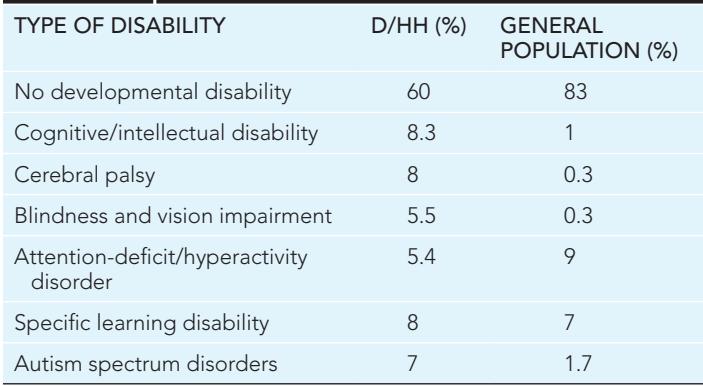 TYPE OF DISABILITY D/HH (%) GENERAL
POPULATION (%)
No developmental disability 60 83
Cognitive/intellectual disability 8.3 1
Cerebral palsy 8 0.3
Blindness and vision impairment 5.5 0.3
Attention-deficit/hyperactivity 5.4 9
disorder
Specific learning disability 8 7
Autism spectrum disorders 7 1.7